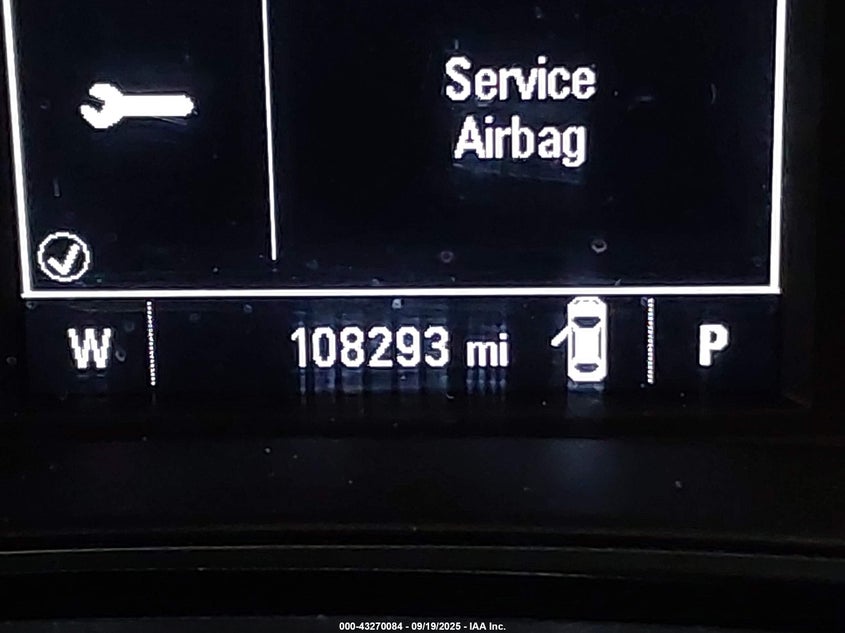 Service
Airbag
W 108293 mi P
000-43270084 - 09/19/2025 - IAA Inc.